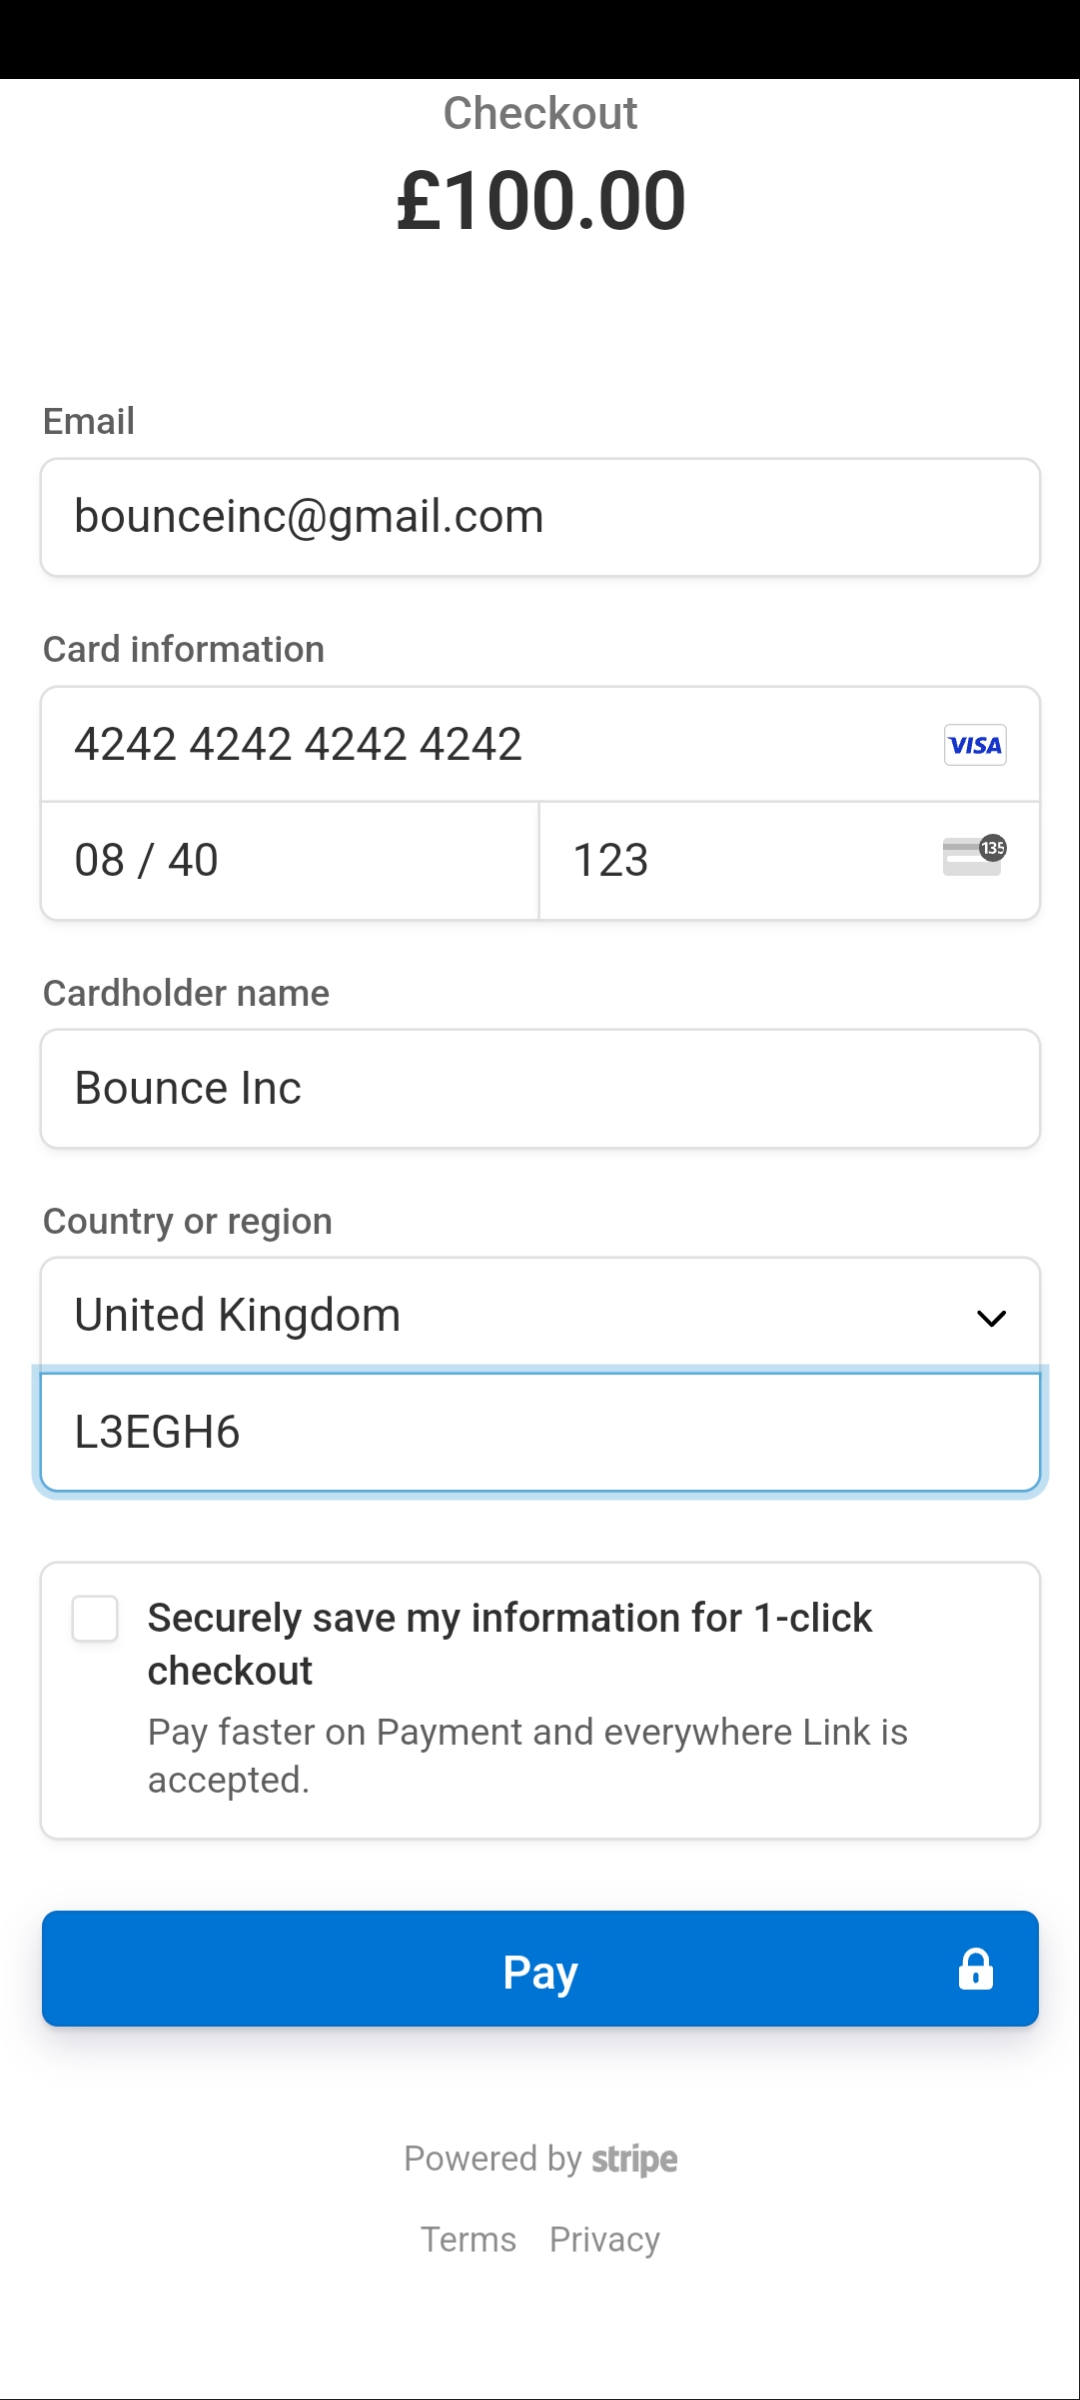 Checkout
£100.00
Email
bounceinc@gmail.com
Card information
4242 4242 4242 4242
VISA
08 / 40
123
135
Cardholder name
Bounce Inc
Country or region
United Kingdom
L3EGH6
Securely save my information for 1-click
checkout
Pay faster on Payment and everywhere Link is
accepted.
Pay
Powered by stripe
Terms Privacy